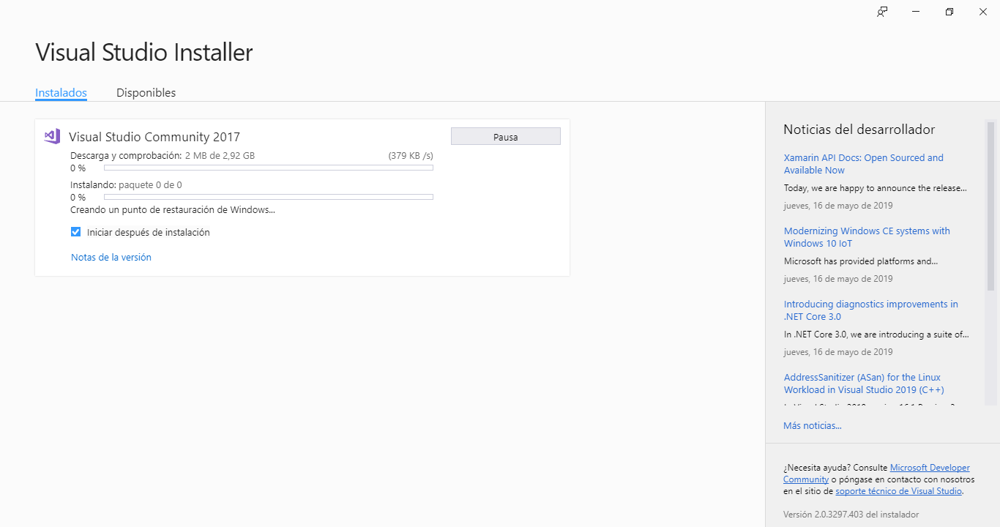 Visual Studio Installer
Instalados
Disponibles
Visual Studio Community 2017
Pausa
Descarga y comprobación: 2 MB de 2,92 GB
(379 KB /s)
0 %
Instalando: paquete 0 de 0
0 %
Creando un punto de restauración de Windows...
Iniciar después de instalación
Notas de la versión
Noticias del desarrollador
Xamarin API Docs: Open Sourced and
Available Now
Today, we are happy to announce the release...
jueves, 16 de mayo de 2019
Modernizing Windows CE systems with
Windows 10 IoT
Microsoft has provided platforms and...
jueves, 16 de mayo de 2019
Introducing diagnostics improvements in
.NET Core 3.0
In .NET Core 3.0, we are introducing a suite of...
jueves, 16 de mayo de 2019
AddressSanitizer (ASan) for the Linux
Workload in Visual Studio 2019 (C++)
Más noticias...
¿Necesita ayuda? Consulte Microsoft Developer
Community o póngase en contacto con nosotros
en el sitio de soporte técnico de Visual Studio.
Versión 2.0.3297.403 del instalador